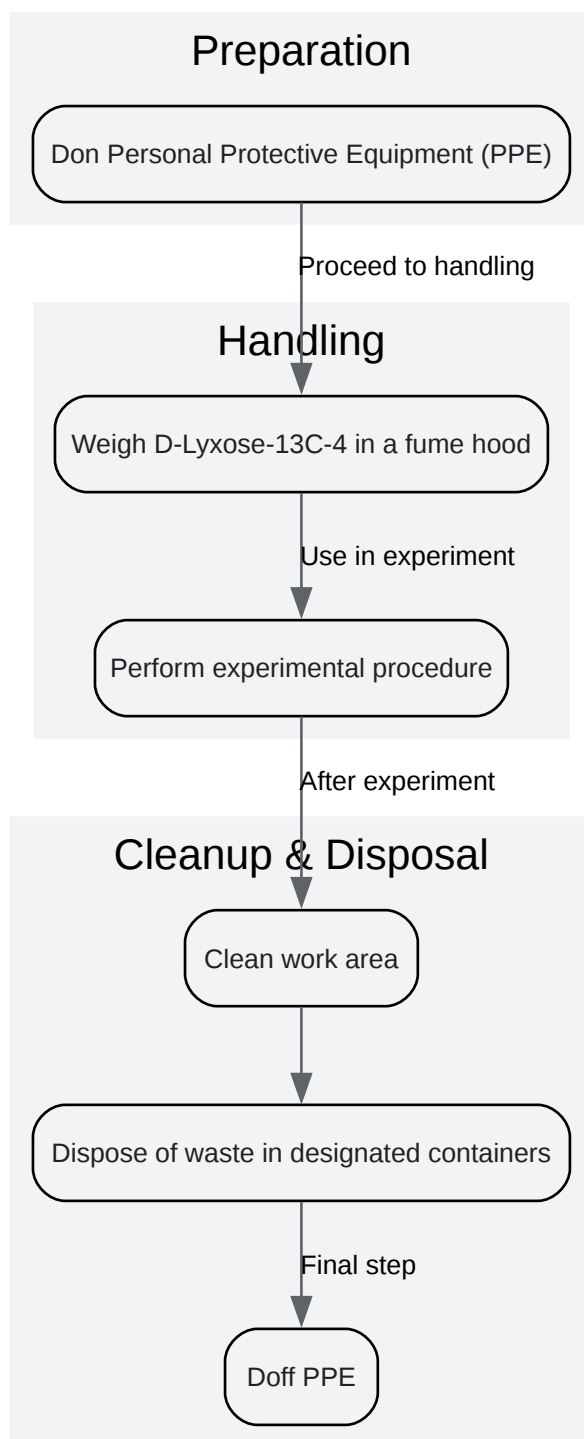 Preparation
Don Personal Protective Equipment (PPE)
Proceed to handling
Handling
Weigh D-Lyxose-13C-4 in a fume hood
Use in experiment
Perform experimental procedure
After experiment
Cleanup & Disposal
Clean work area
Dispose of waste in designated containers
Final step
Doff PPE